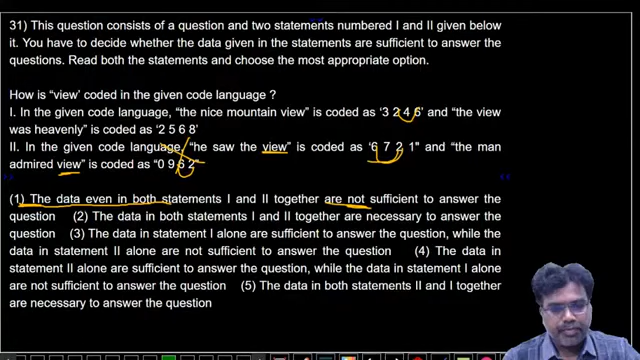 31) This question consists of a question and two statements numbered I and II given below
it. You have to decide whether the data given in the statements are sufficient to answer the
questions. Read both the statements and choose the most appropriate option.
How is “view” coded in the given code language ?
I. In the given code language, “the nice mountain view” is coded as ‘3 2 4 6’ and “the view
was heavenly” is coded as ‘2 5 6 8’
II. In the given code language, “he saw the view” is coded as ‘6 7 2 1” and “the man
admired view” is coded as “0 9 6 2”
(1) The data even in both statements I and II together are not sufficient to answer the
question (2) The data in both statements I and II together are necessary to answer the
question (3) The data in statement I alone are sufficient to answer the question, while the
data in statement II alone are not sufficient to answer the question (4) The data in
statement II alone are sufficient to answer the question, while the data in statement I alone
are not sufficient to answer the question (5) The data in both statements II and I together
are necessary to answer the question